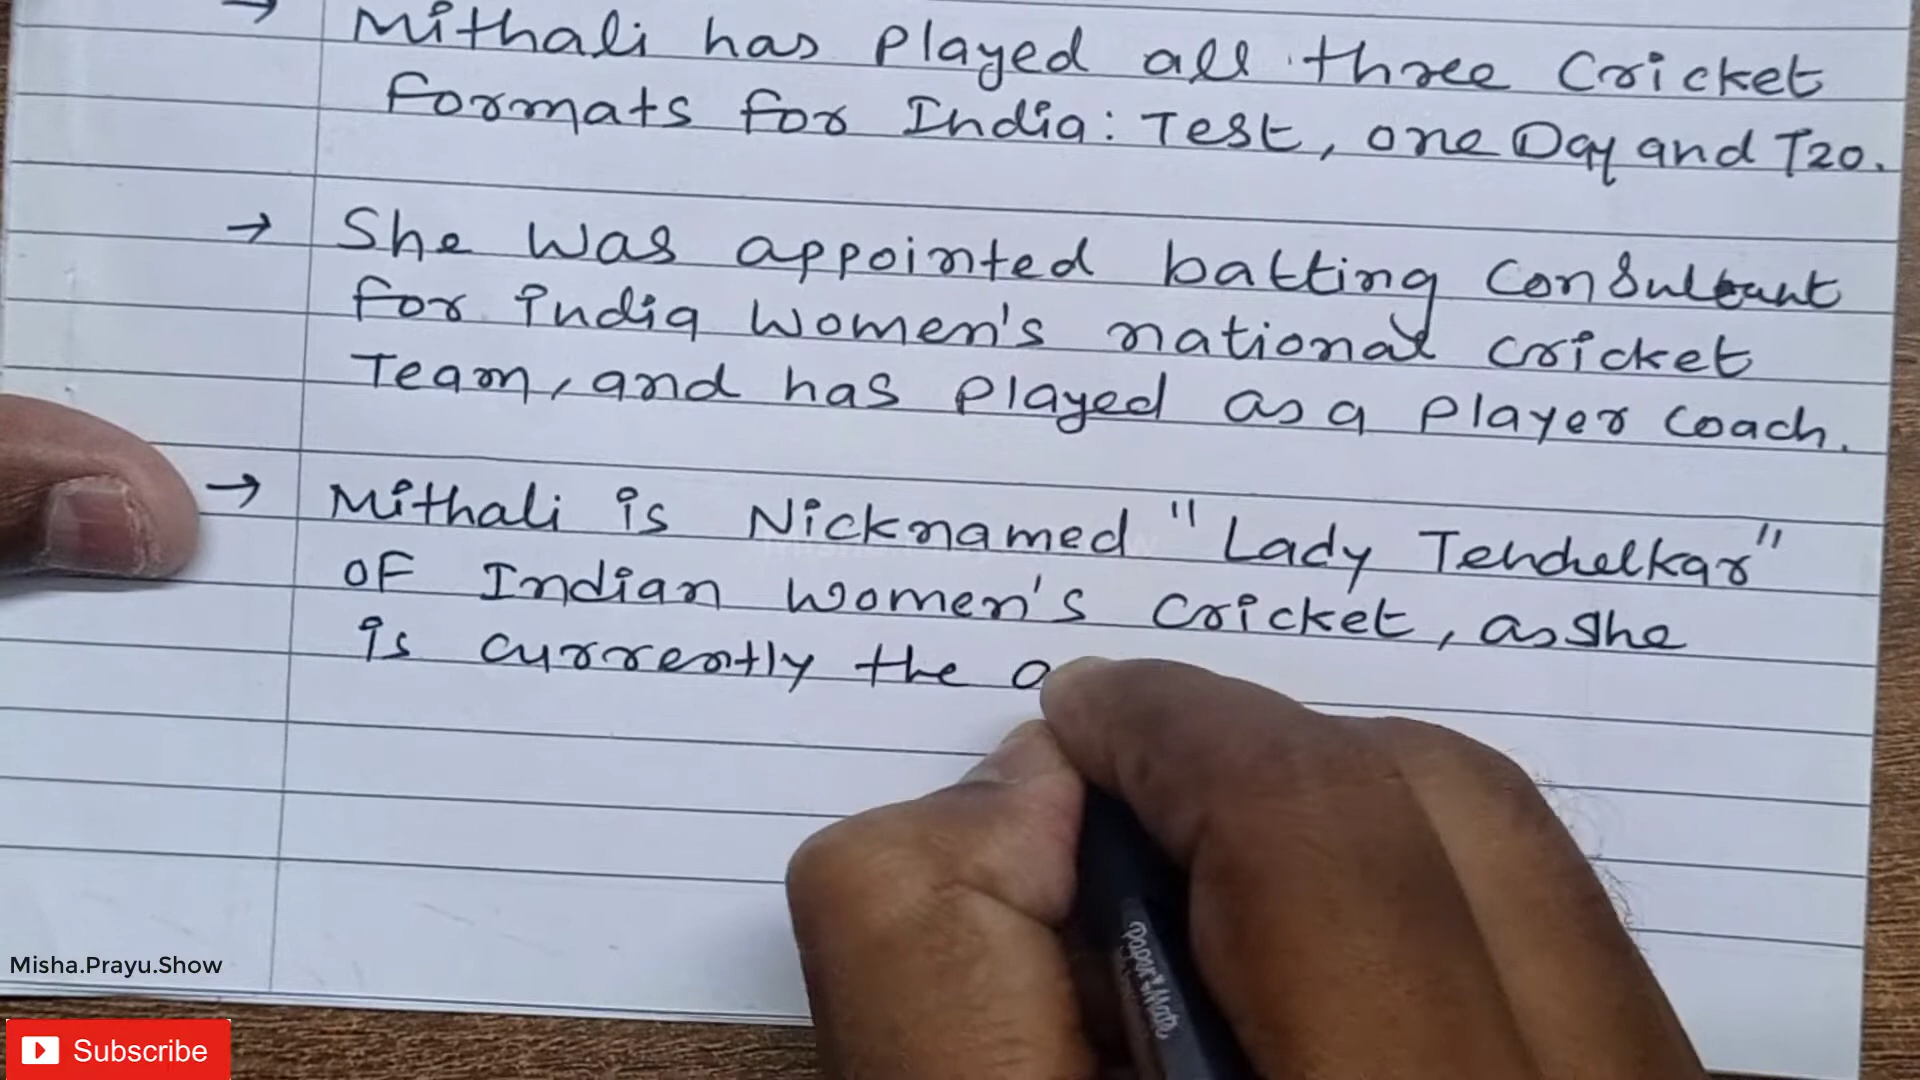 → Mithali has Played all three Cricket
Formats for India: Test, one Day and T20.
→ She was appointed batting Consultant
for india Women's national cricket
Team, and has played as a player coach.
→ Mithali is Nicknamed "Lady Tendulkar"
of Indian Women's Cricket, as she
is currently the a
Paper Mate
Misha.Prayu.Show
Subscribe